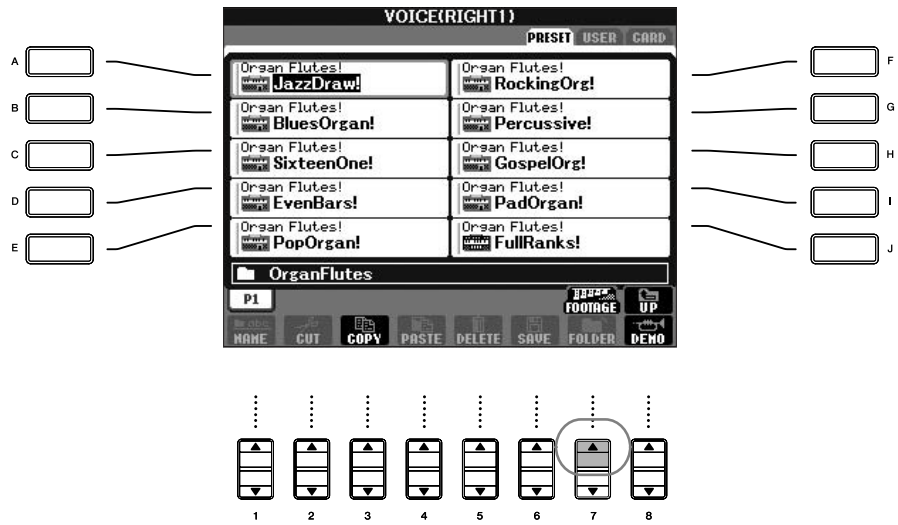 VOICE(RIGHT1)
PRESET USER CARD
A
F
Organ Flutes!
JazzDraw!
Organ Flutes!
RockingOrg!
B
G
Organ Flutes!
BluesOrgan!
Organ Flutes!
Percussive!
C
H
Organ Flutes!
SixteenOne!
Organ Flutes!
GospelOrg!
D
I
Organ Flutes!
EvenBars!
Organ Flutes!
PadOrgan!
E
J
Organ Flutes!
PopOrgan!
Organ Flutes!
FullRanks!
OrganFlutes
P1
FOOTAGE UP
NAME CUT COPY PASTE DELETE SAVE FOLDER DEMO
1 2 3 4 5 6 7 8